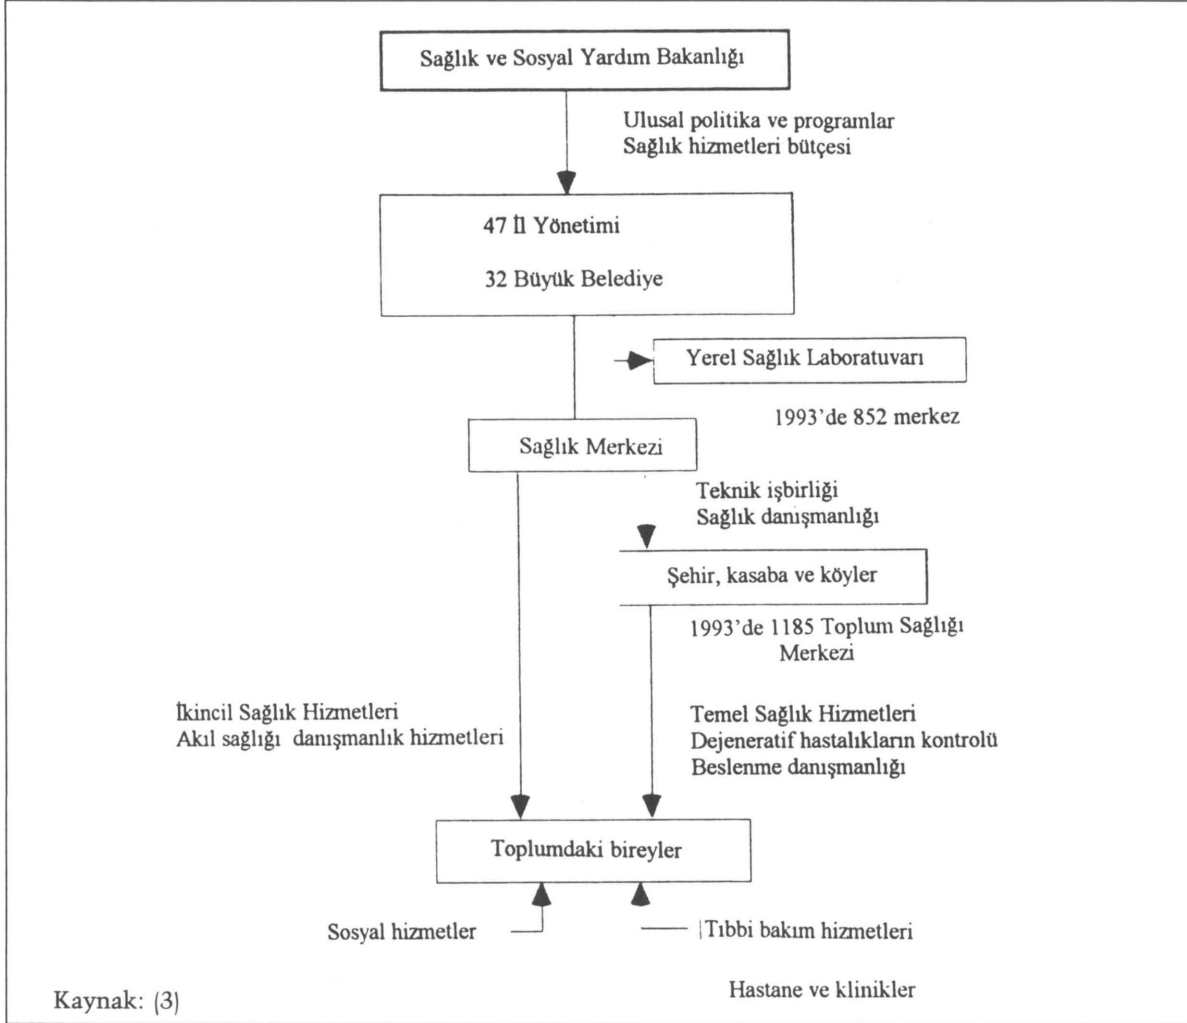 Sağlık ve Sosyal Yardım Bakanlığı
Ulusal politika ve programlar
Sağlık hizmetleri bütçesi
47 İl Yönetimi
32 Büyük Belediye
Yerel Sağlık Laboratuvarı
1993'de 852 merkez
Sağlık Merkezi
Teknik işbirliği
Sağlık danışmanlığı
Şehir, kasaba ve köyler
1993'de 1185 Toplum Sağlığı
Merkezi
İkincil Sağlık Hizmetleri
Akıl sağlığı danışmanlık hizmetleri
Temel Sağlık Hizmetleri
Dejeneratif hastalıkların kontrolü
Beslenme danışmanlığı
Toplumdaki bireyler
Sosyal hizmetler
Tıbbi bakım hizmetleri
Hastane ve klinikler
Kaynak: (3)